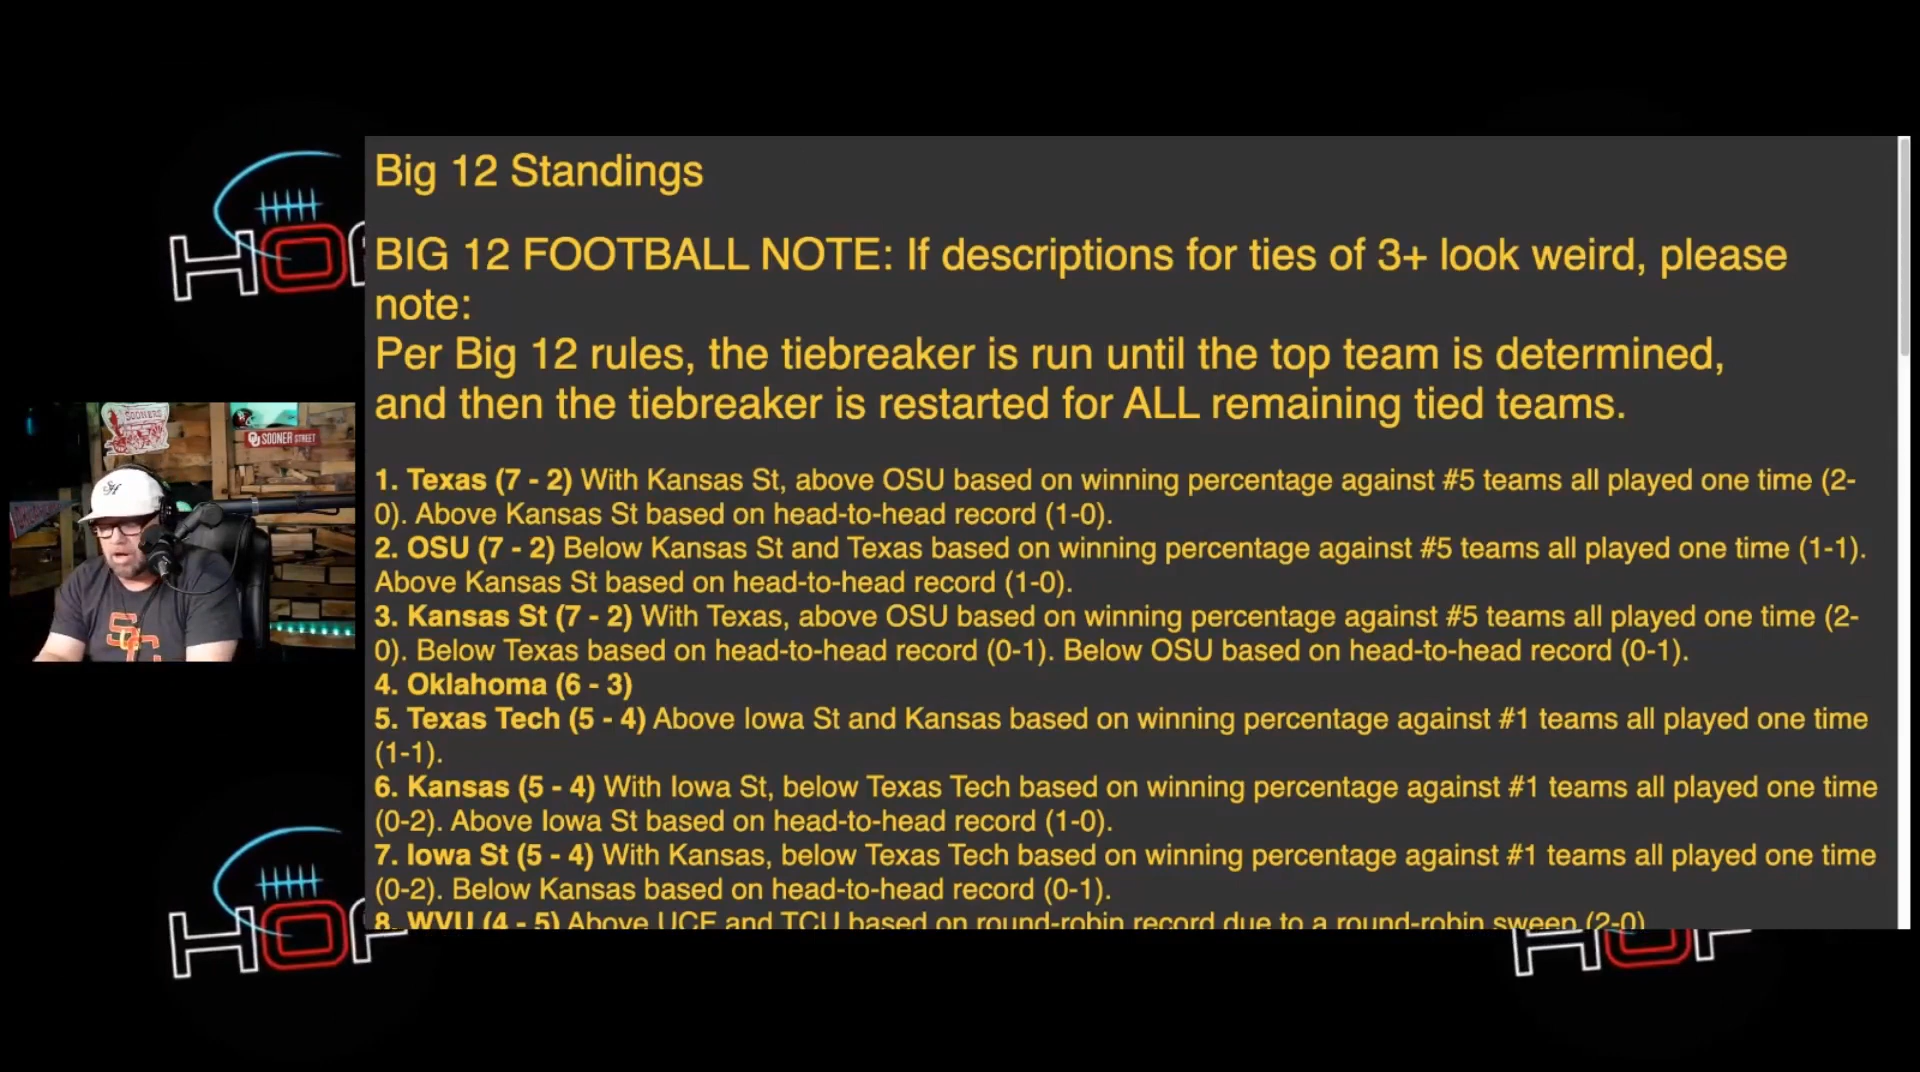 Big 12 Standings
BIG 12 FOOTBALL NOTE: If descriptions for ties of 3+ look weird, please
note:
Per Big 12 rules, the tiebreaker is run until the top team is determined,
and then the tiebreaker is restarted for ALL remaining tied teams.
1. Texas (7 - 2) With Kansas St, above OSU based on winning percentage against #5 teams all played one time (2-
0). Above Kansas St based on head-to-head record (1-0).
2. OSU (7 - 2) Below Kansas St and Texas based on winning percentage against #5 teams all played one time (1-1).
Above Kansas St based on head-to-head record (1-0).
3. Kansas St (7 - 2) With Texas, above OSU based on winning percentage against #5 teams all played one time (2-
0). Below Texas based on head-to-head record (0-1). Below OSU based on head-to-head record (0-1).
4. Oklahoma (6 - 3)
5. Texas Tech (5 - 4) Above Iowa St and Kansas based on winning percentage against #1 teams all played one time
(1-1).
6. Kansas (5 - 4) With Iowa St, below Texas Tech based on winning percentage against #1 teams all played one time
(0-2). Above Iowa St based on head-to-head record (1-0).
7. Iowa St (5 - 4) With Kansas, below Texas Tech based on winning percentage against #1 teams all played one time
(0-2). Below Kansas based on head-to-head record (0-1).
8. WVU (4 - 5) Above UCF and TCU based on round-robin record due to a round-robin sweep (2-0)
HOF
HOF
HOF
SOONERS
OU SOONER STREET
SH
SC